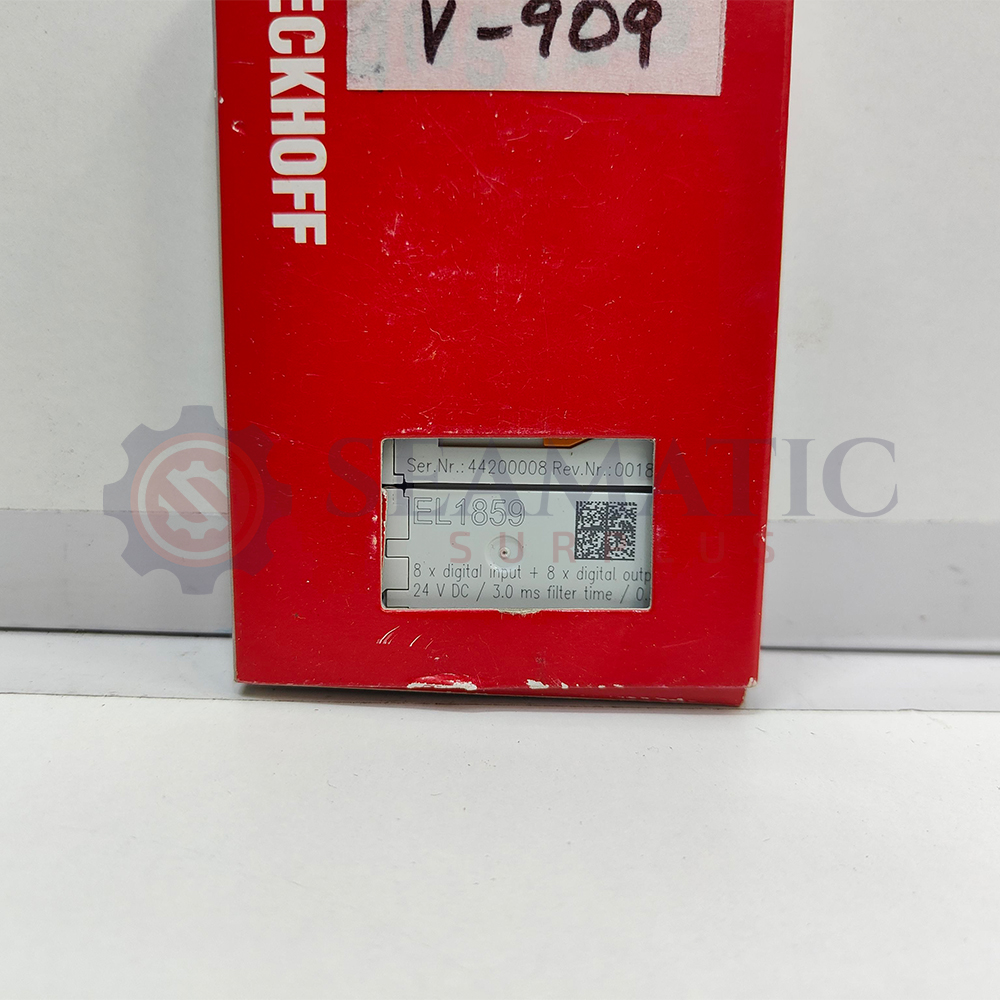 V-909
ECKHOFF
Ser.Nr.: 44200008 Rev.Nr.: 0018
EL1859
8 x digital input + 8 x digital outp
24 V DC / 3.0 ms filter time / 0.
SEAMATIC
SURPLUS